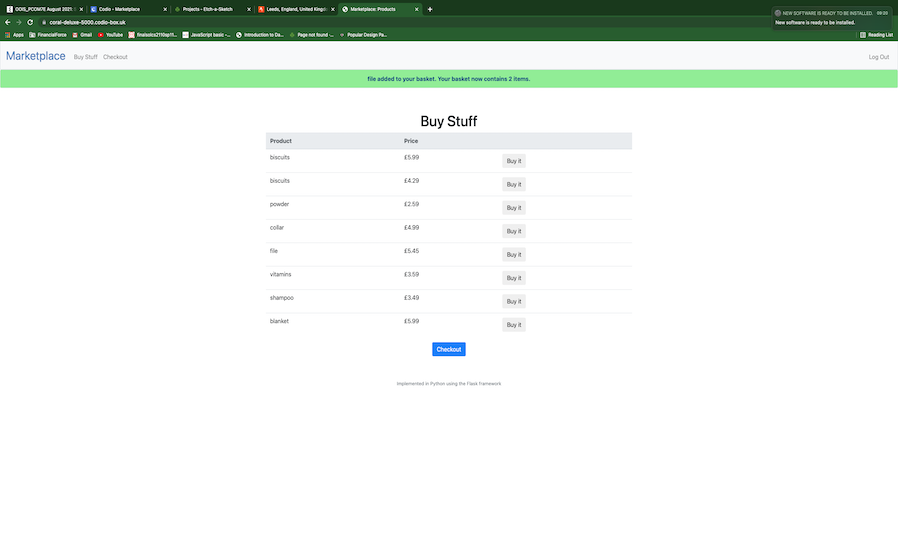 OOIS_PCOM7E August 2021:
Codio - Marketplace
Projects - Etch-a-Sketch
Leeds, England, United Kingdo
Marketplace: Products
NEW SOFTWARE IS READY TO BE INSTALLED. 09:39
New software is ready to be installed.
coral-deluxe-5000.codio-box.uk
Apps FinancialForce Gmail YouTube JavaScript basic -... Introduction to Da... Page not found -... Popular Design Pa... Reading List
Marketplace Buy Stuff Checkout Log Out
file added to your basket. Your basket now contains 2 items.
Buy Stuff
Product Price
biscuits £5.99 Buy it
biscuits £4.29 Buy it
powder £2.59 Buy it
collar £4.99 Buy it
file £5.45 Buy it
vitamins £3.59 Buy it
shampoo £3.49 Buy it
blanket £5.99 Buy it
Checkout
Implemented in Python using the Flask Framework